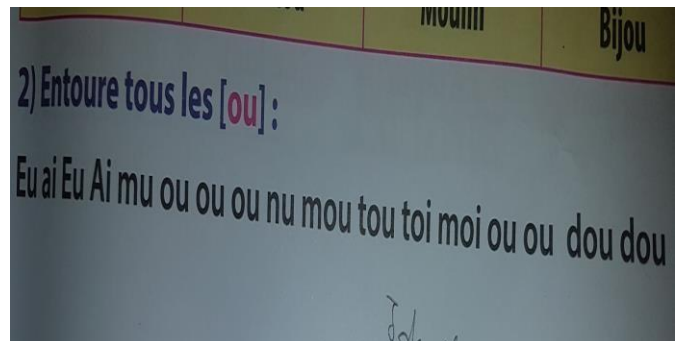 Moulin Bijou
2) Entoure tous les [ou] :
Eu ai Eu Ai mu ou ou ou nu mou tou toi moi ou ou dou dou